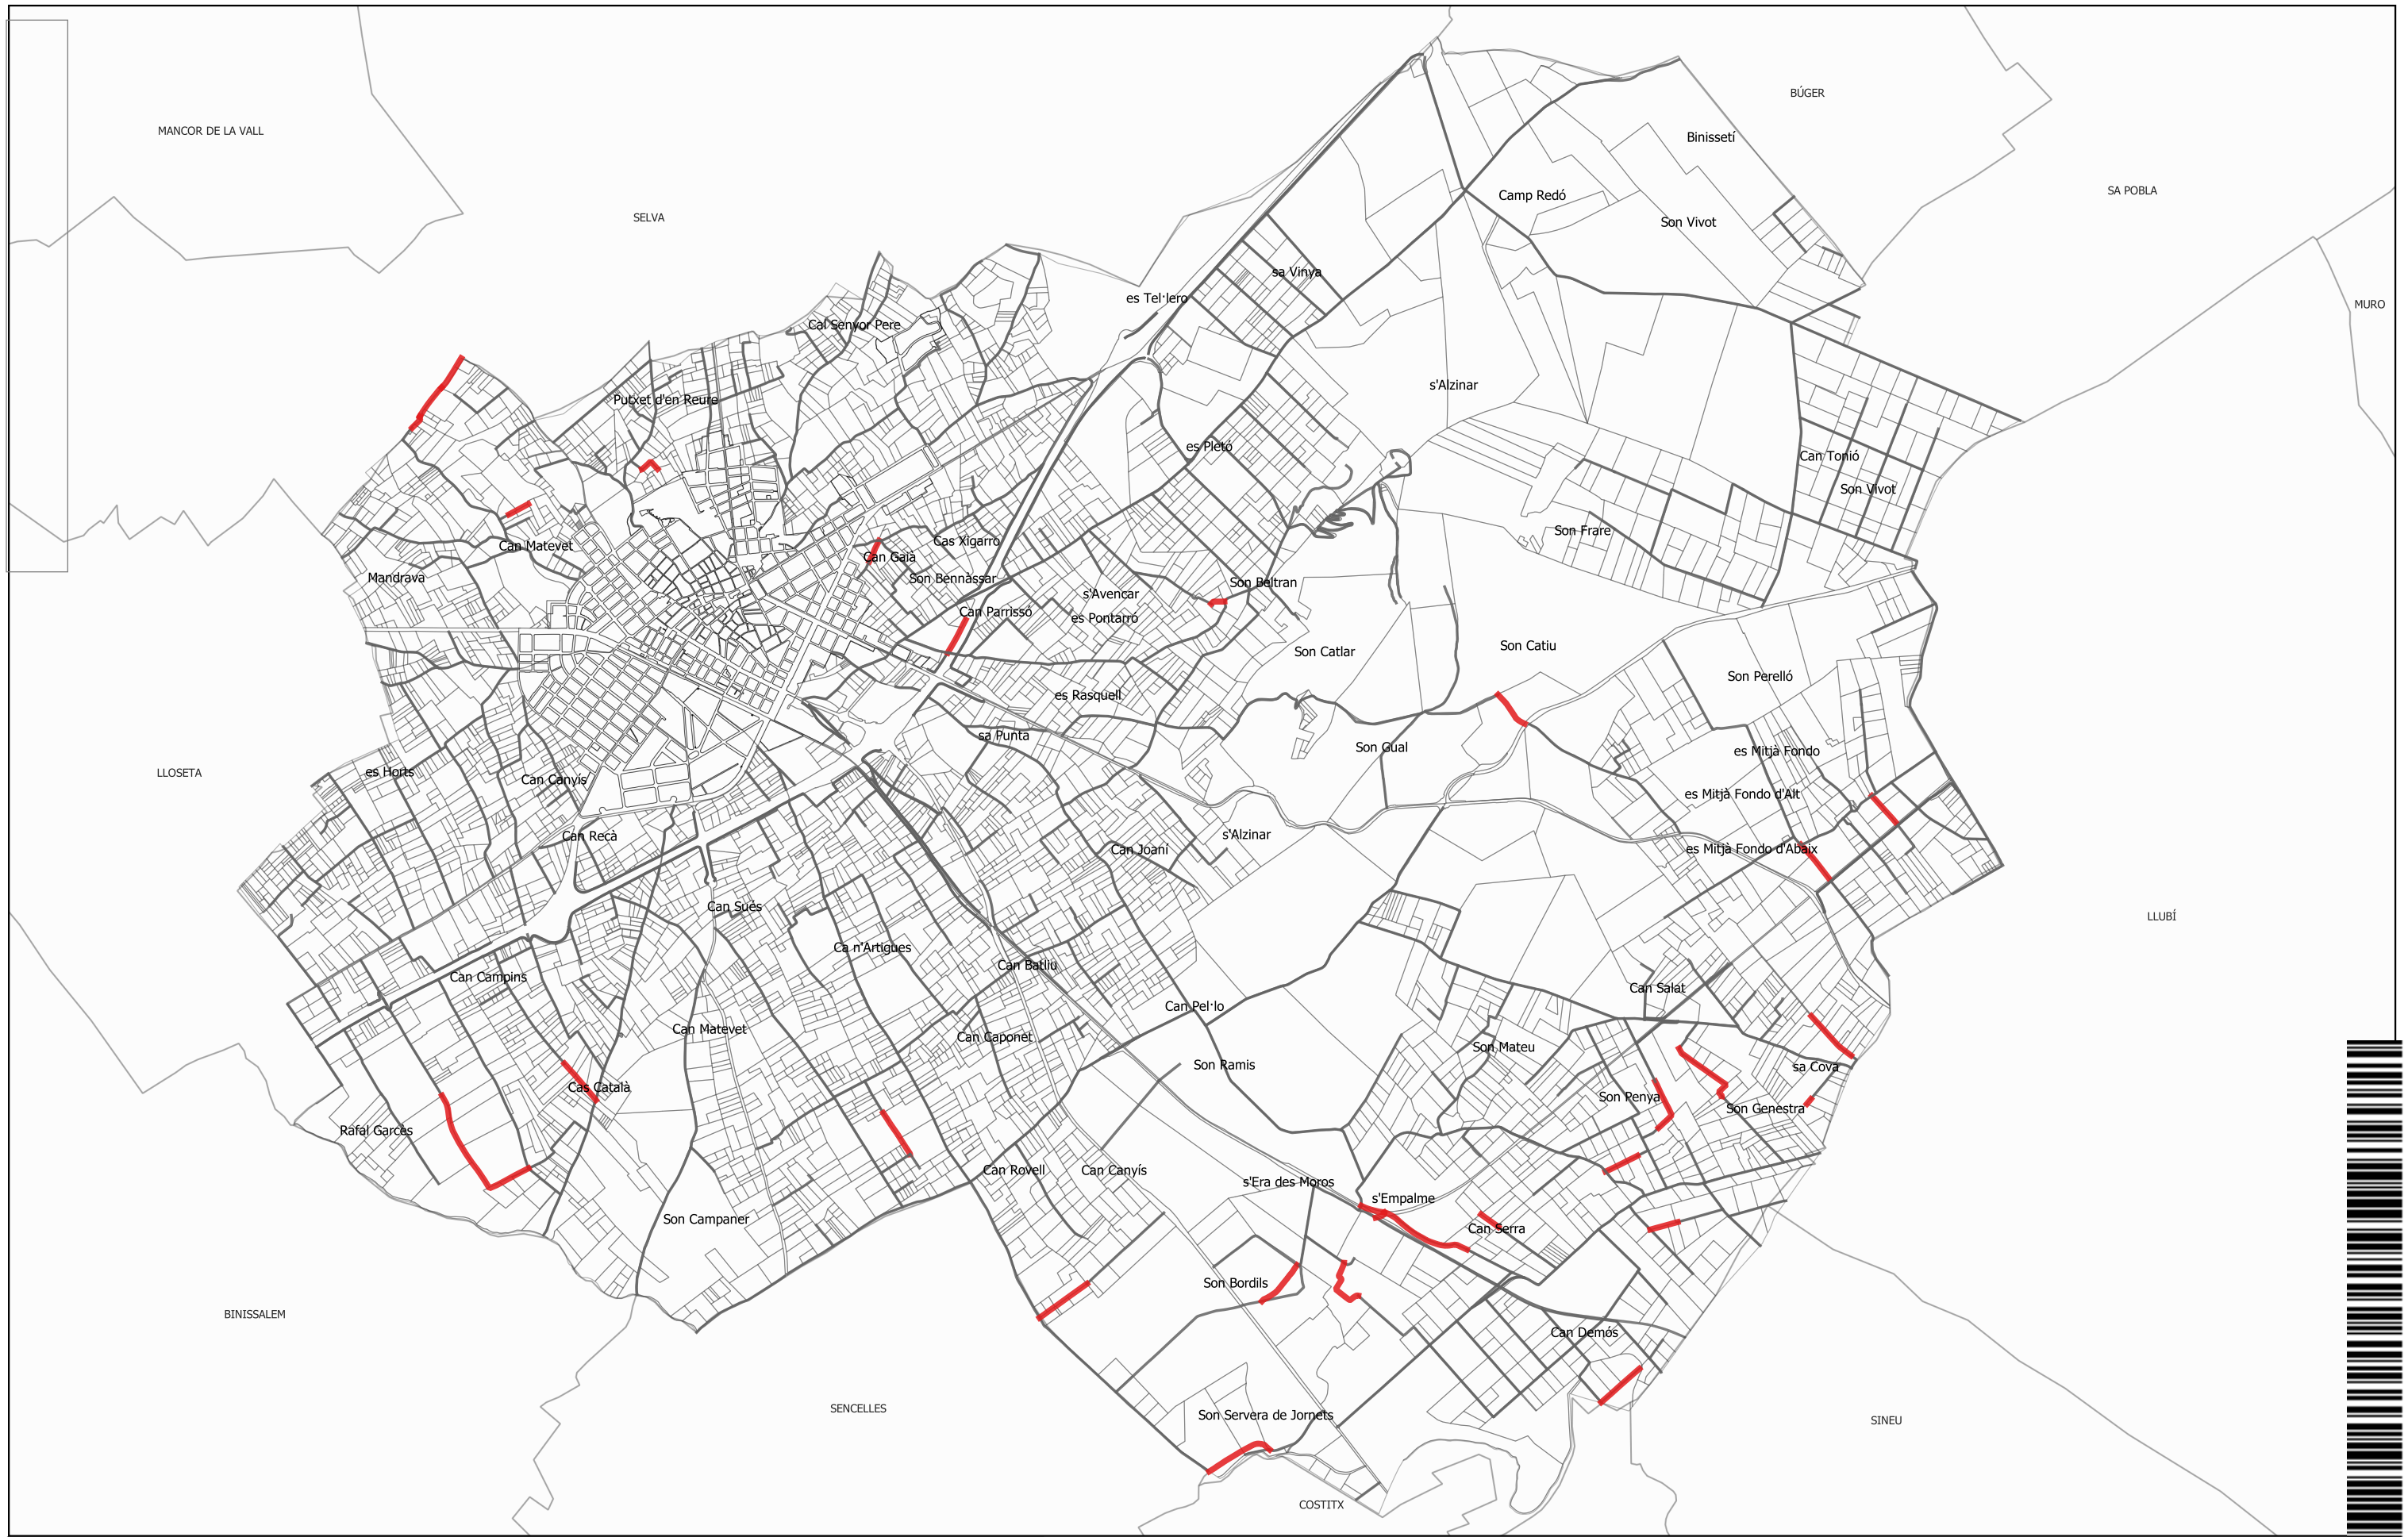 BÚGER
MANCOR DE LA VALL
Binissetí
SA POBLA
Camp Redó
SELVA
Son Vivot
sa Vinya
es Tel·lero
MURO
Cal Senyor Pere
s'Alzinar
Putxet d'en Reure
es Pletó
Can Tonió
Son Vivot
Son Frare
Cas Xigarro
Can Matevet
Can Gaià
Mandrava
Son Bennàssar
Son Beltran
s'Avencar
Can Parrissó
es Pontarró
Son Catiu
Son Catlar
Son Perelló
es Rasquell
sa Punta
Son Gual
es Mitjà Fondo
LLOSETA
es Horts
Can Canyís
es Mitjà Fondo d'Alt
Can Recà
s'Alzinar
Can Joaní
es Mitjà Fondo d'Abaix
Can Sués
LLUBÍ
Ca n'Artigues
Can Batliu
Can Campins
Can Salat
Can Pel·lo
Can Matevet
Can Caponet
Son Mateu
Son Ramis
sa Cova
Cas Català
Son Penya
Son Genestra
Rafal Garcès
Can Rovell
Can Canyís
s'Era des Moros
s'Empalme
Son Campaner
Can Serra
Son Bordils
BINISSALEM
Can Demós
SENCELLES
Son Servera de Jornets
SINEU
COSTITX